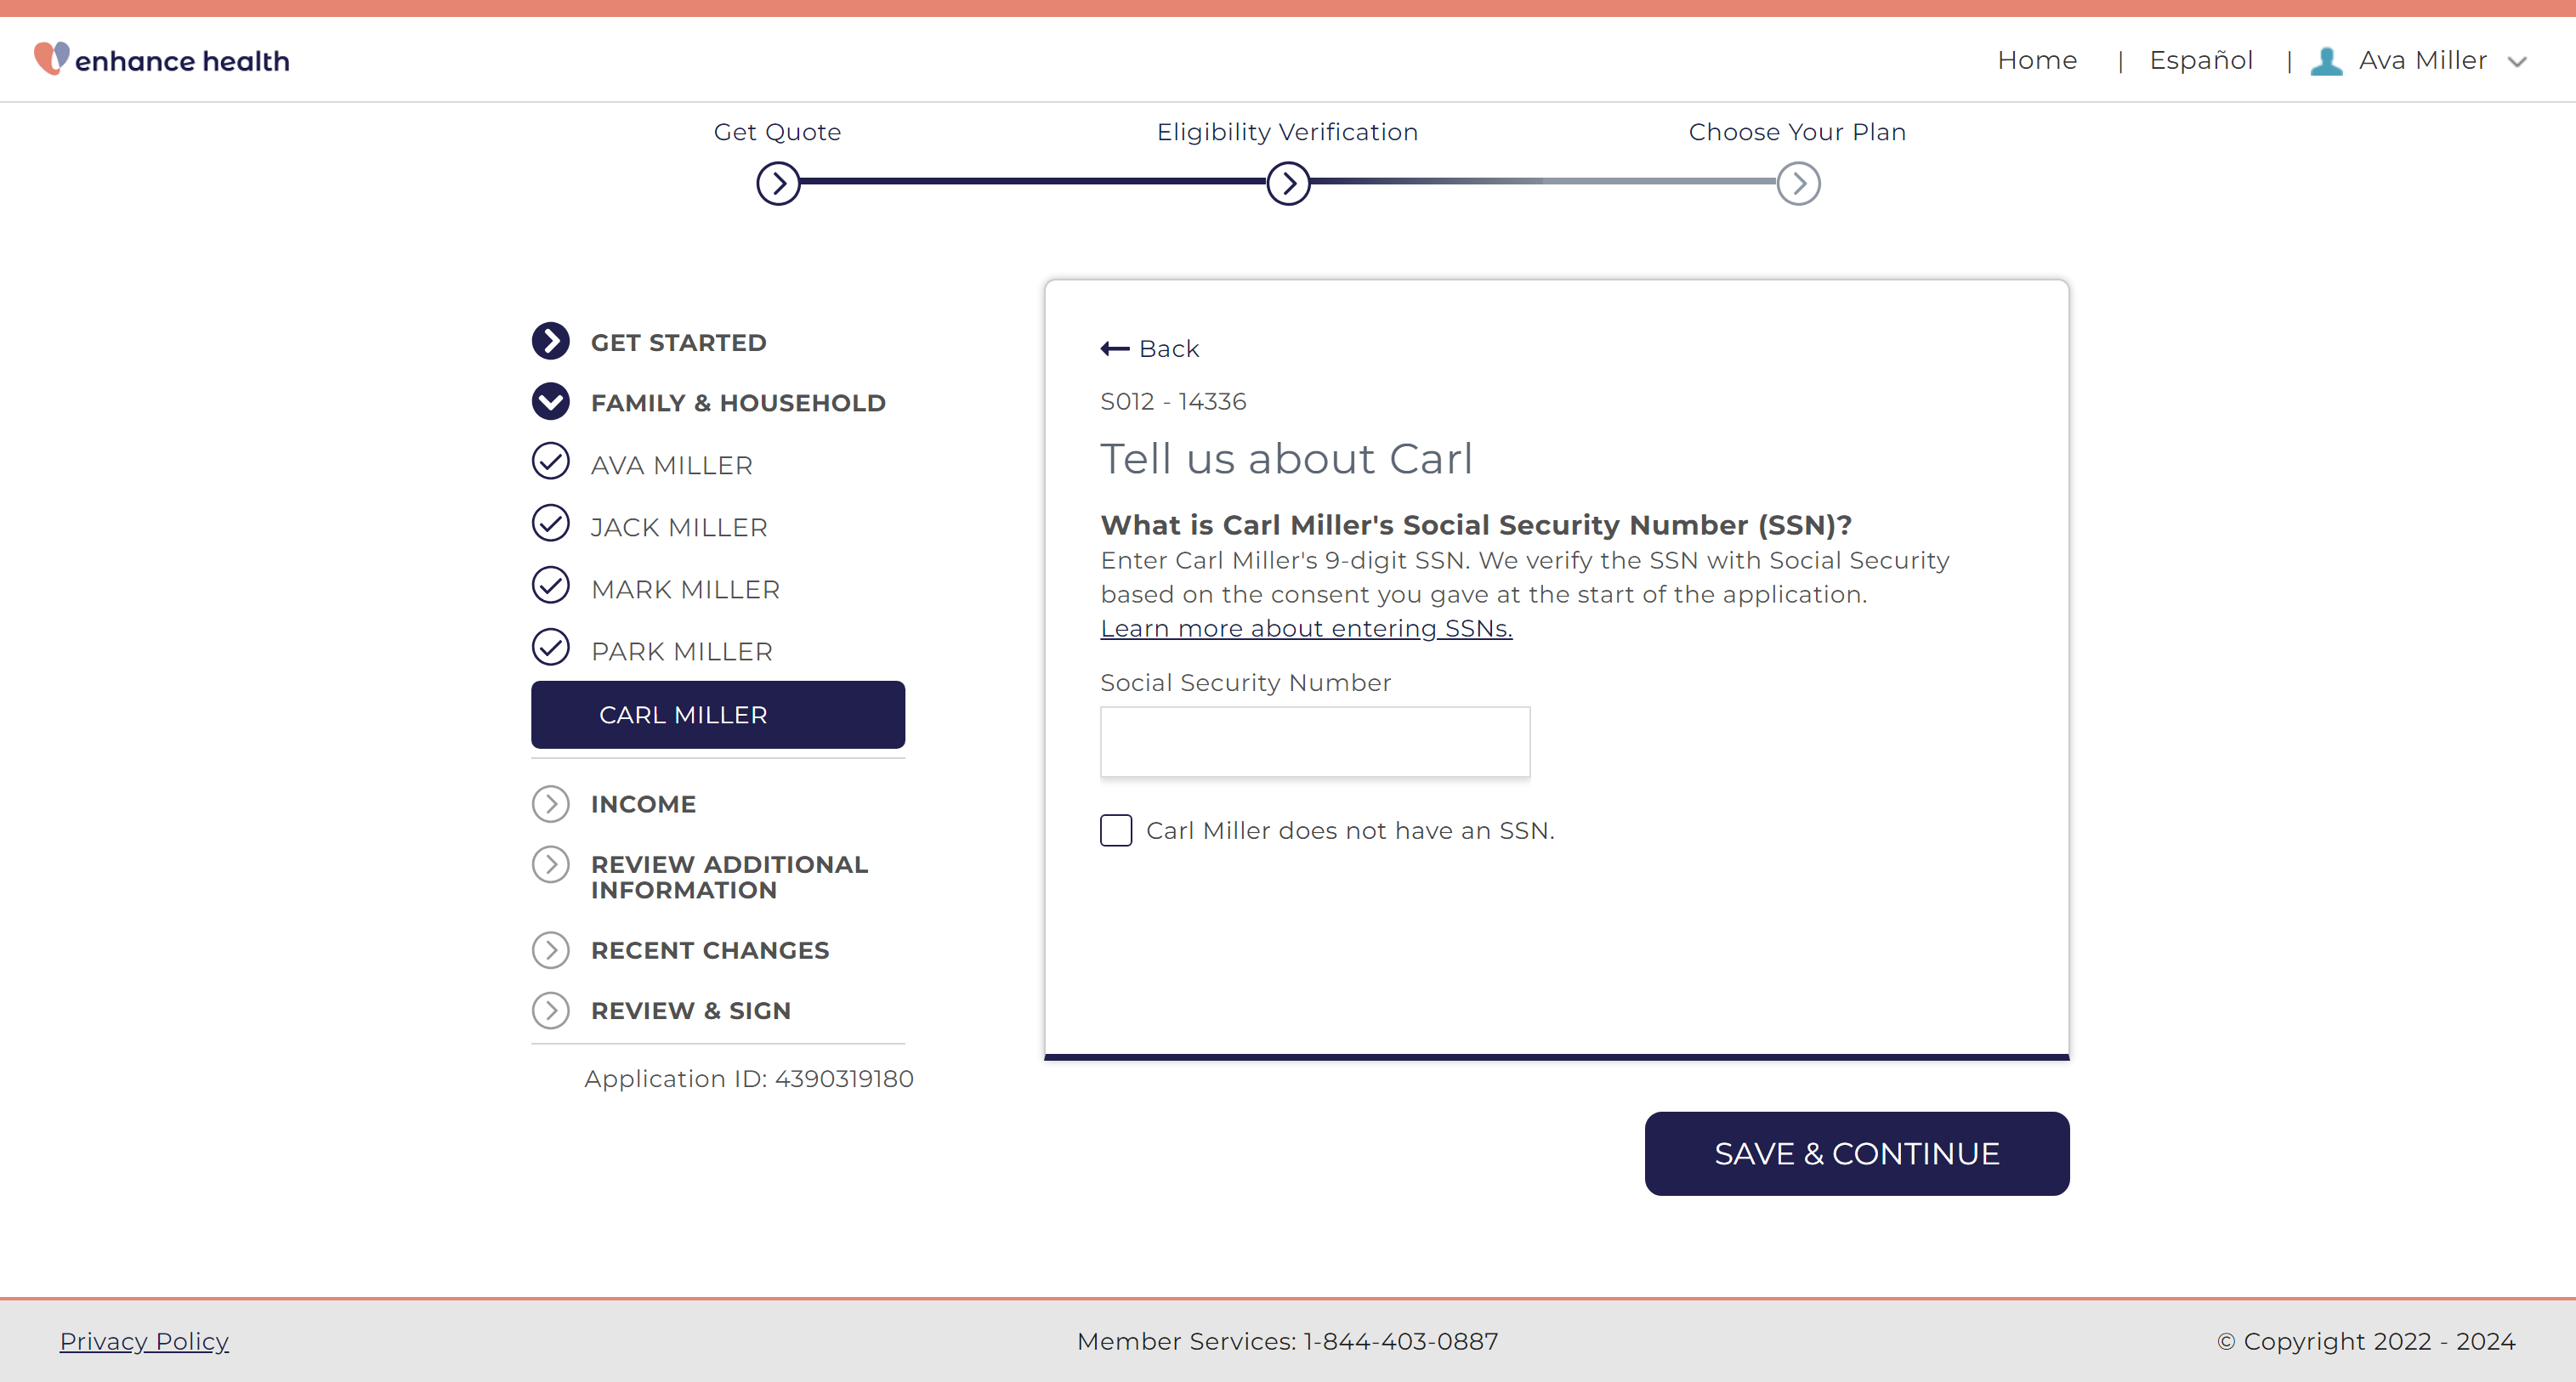 enhance health
Home | Español | Ava Miller
Get Quote
Eligibility Verification
Choose Your Plan
GET STARTED
FAMILY & HOUSEHOLD
AVA MILLER
JACK MILLER
MARK MILLER
PARK MILLER
CARL MILLER
INCOME
REVIEW ADDITIONAL
INFORMATION
RECENT CHANGES
REVIEW & SIGN
Application ID: 4390319180
Back
S012 - 14336
Tell us about Carl
What is Carl Miller's Social Security Number (SSN)?
Enter Carl Miller's 9-digit SSN. We verify the SSN with Social Security
based on the consent you gave at the start of the application.
Learn more about entering SSNs.
Social Security Number
Carl Miller does not have an SSN.
SAVE & CONTINUE
Privacy Policy
Member Services: 1-844-403-0887
© Copyright 2022 - 2024